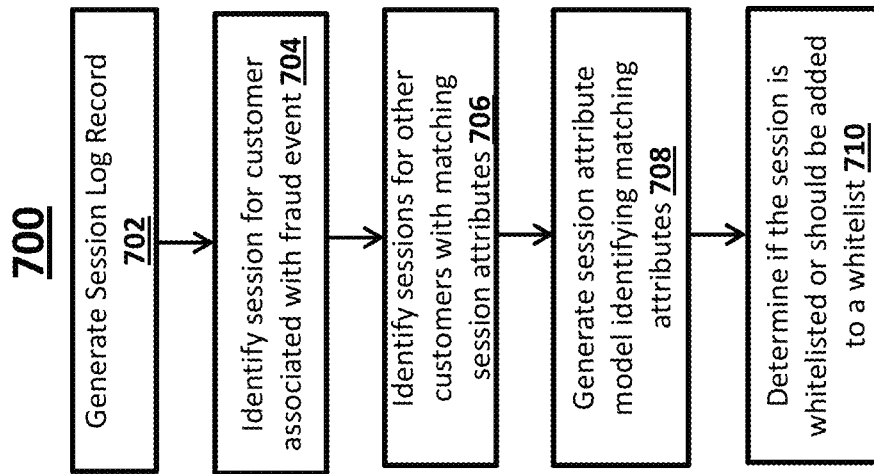 700
Generate Session Log Record
702
Identify session for customer
associated with fraud event 704
Identify sessions for other
customers with matching
session attributes 706
Generate session attribute
model identifying matching
attributes 708
Determine if the session is
whitelisted or should be added
to a whitelist 710